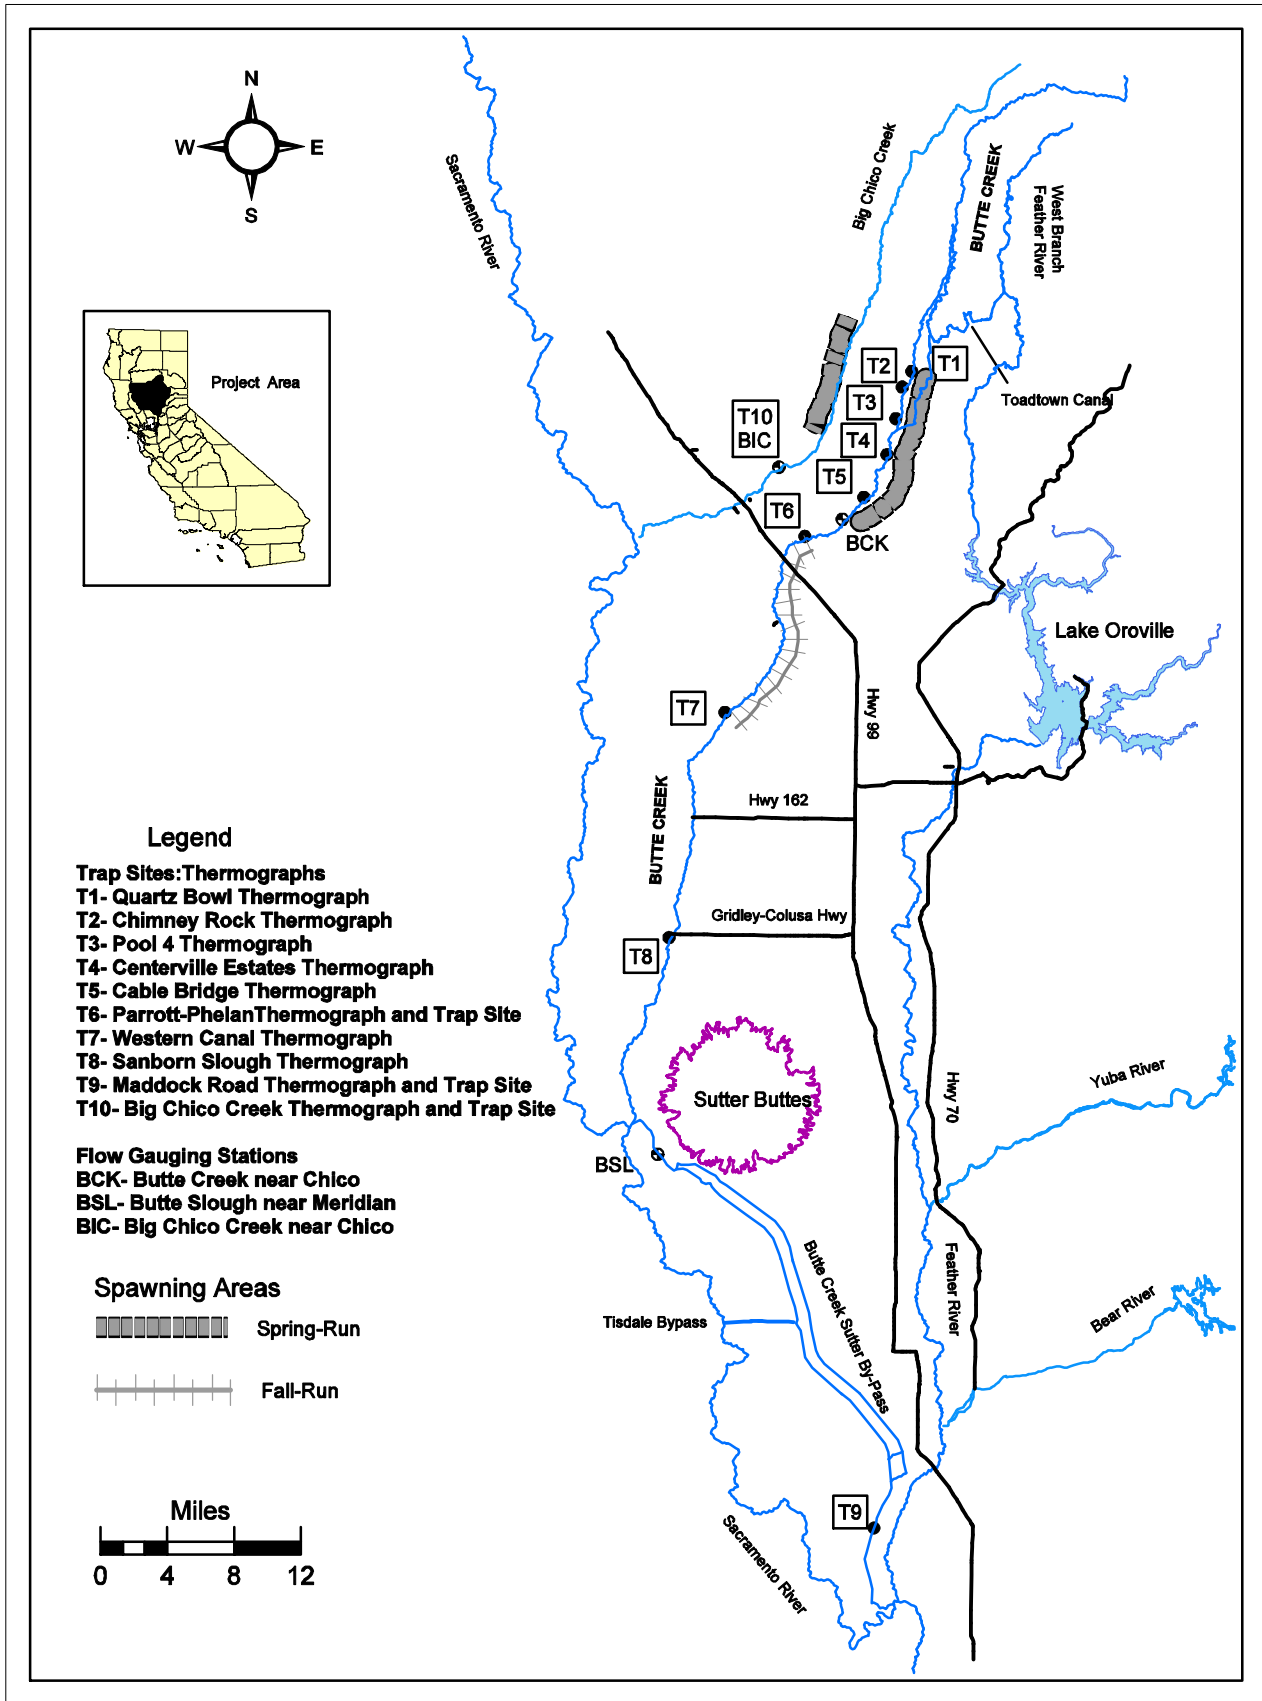 N
W
E
S
Sacramento River
Big Chico Creek
BUTTE CREEK
West Branch
Feather River
Project Area
T2
T1
T3
Toadtown Canal
T10
BIC
T4
T5
T6
BCK
Lake Oroville
T7
Hwy 99
BUTTE CREEK
Hwy 162
Gridley-Colusa Hwy
T8
Legend
Trap Sites:Thermographs
T1- Quartz Bowl Thermograph
T2- Chimney Rock Thermograph
T3- Pool 4 Thermograph
T4- Centerville Estates Thermograph
T5- Cable Bridge Thermograph
T6- Parrott-PhelanThermograph and Trap Site
T7- Western Canal Thermograph
T8- Sanborn Slough Thermograph
T9- Maddock Road Thermograph and Trap Site
T10- Big Chico Creek Thermograph and Trap Site
Flow Gauging Stations
BCK- Butte Creek near Chico
BSL- Butte Slough near Meridian
BIC- Big Chico Creek near Chico
Sutter Buttes
Hwy 70
Yuba River
BSL
Butte Creek Sutter By-Pass
Feather River
Bear River
Tisdale Bypass
Spawning Areas
Spring-Run
Fall-Run
T9
Sacramento River
Miles
0 4 8 12